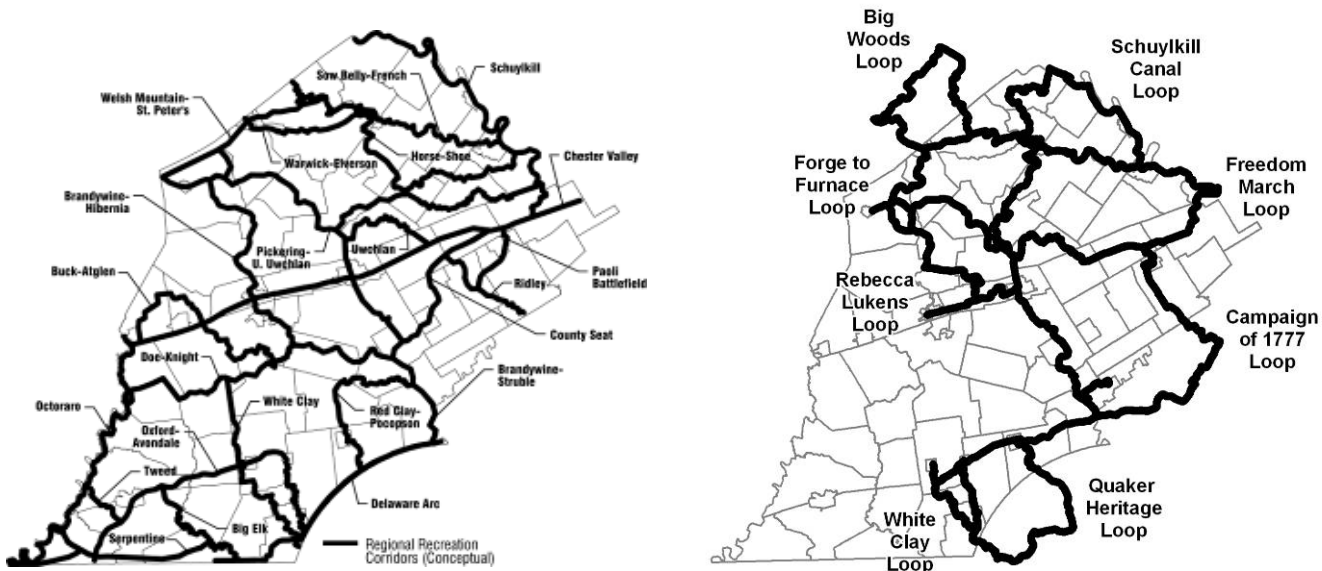 Sow Belly-French
Schuylkill
Welsh Mountain-
St. Peter's
Warwick-Elverson
Horse-Shoe
Chester Valley
Brandywine-
Hibernia
Pickering-
U. Uwchlan
Uwchlan
Buck-Atglen
Paoli
Battlefield
Ridley
County Seat
Doe-Knight
Brandywine-
Struble
Octoraro
White Clay
Red Clay-
Pocopson
Oxford-
Avondale
Tweed
Delaware Arc
Big Elk
Serpentine
Regional Recreation
Corridors (Conceptual)
Big
Woods
Loop
Schuylkill
Canal
Loop
Forge to
Furnace
Loop
Freedom
March
Loop
Rebecca
Lukens
Loop
Campaign
of 1777
Loop
White
Clay
Loop
Quaker
Heritage
Loop